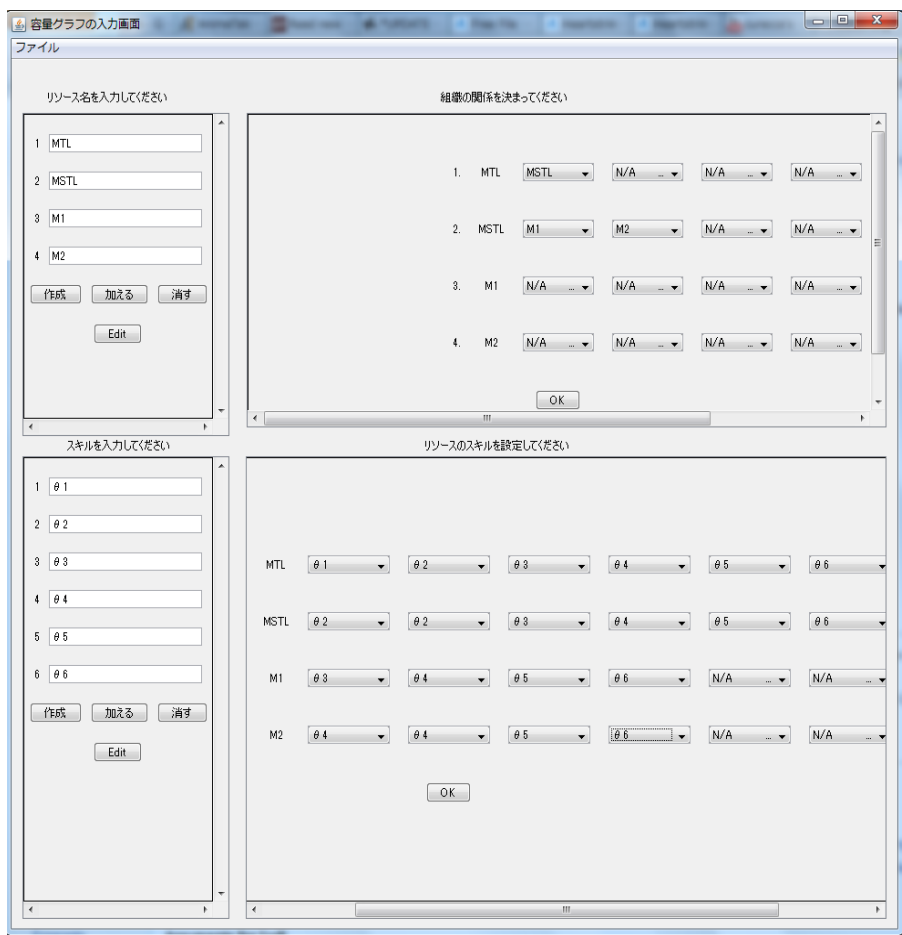 容量グラフの入力画面
ファイル
リソース名を入力してください
1 MTL
2 MSTL
3 M1
4 M2
作成 加える 消す
Edit
組織の関係を決まってください
1. MTL MSTL N/A ... N/A ... N/A ...
2. MSTL M1 M2 N/A ... N/A ...
3. M1 N/A ... N/A ... N/A ... N/A ...
4. M2 N/A ... N/A ... N/A ... N/A ...
OK
スキルを入力してください
1 θ1
2 θ2
3 θ3
4 θ4
5 θ5
6 θ6
作成 加える 消す
Edit
リソースのスキルを設定してください
MTL θ1 θ2 θ3 θ4 θ5 θ6
MSTL θ2 θ2 θ3 θ4 θ5 θ6
M1 θ3 θ4 θ5 θ6 N/A ... N/A ...
M2 θ4 θ4 θ5 θ6 N/A ... N/A ...
OK